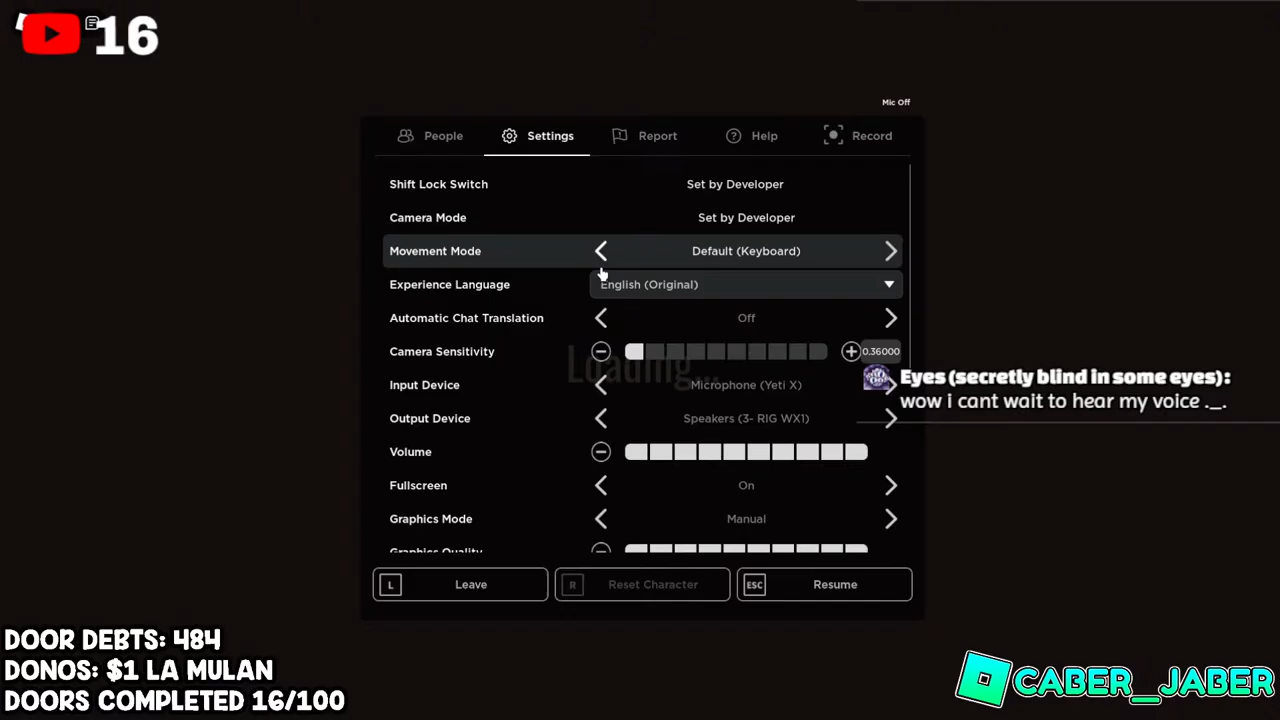 16
Mic Off
People
Settings
Report
Help
Record
Shift Lock Switch
Set by Developer
Camera Mode
Set by Developer
Movement Mode
Default (Keyboard)
Experience Language
English (Original)
Automatic Chat Translation
Off
Camera Sensitivity
0.36000
Loading...
Input Device
Microphone (Yeti X)
Output Device
Speakers (3- RIG WX1)
Volume
Fullscreen
On
Graphics Mode
Manual
Graphics Quality
Eyes (secretly blind in some eyes):
wow i cant wait to hear my voice ._.
L
Leave
R
Reset Character
ESC
Resume
DOOR DEBTS: 484
DONOS: $1 LA MULAN
DOORS COMPLETED 16/100
CABER_JABER